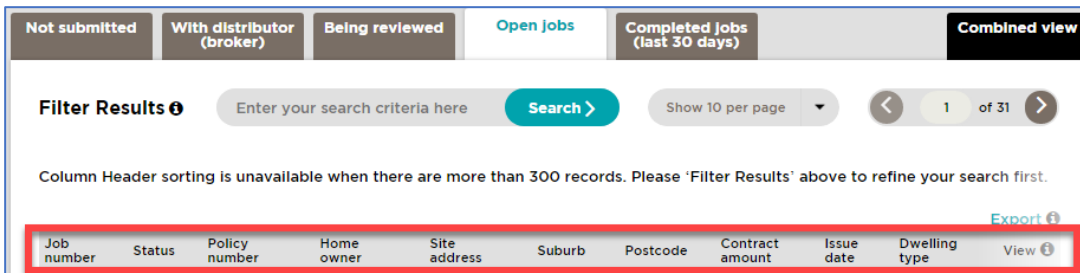 Not submitted
With distributor
(broker)
Being reviewed
Open jobs
Completed jobs
(last 30 days)
Combined view
Filter Results
Enter your search criteria here
Search
Show 10 per page
1 of 31
Column Header sorting is unavailable when there are more than 300 records. Please ‘Filter Results’ above to refine your search first.
Export
Job
number
Status
Policy
number
Home
owner
Site
address
Suburb
Postcode
Contract
amount
Issue
date
Dwelling
type
View